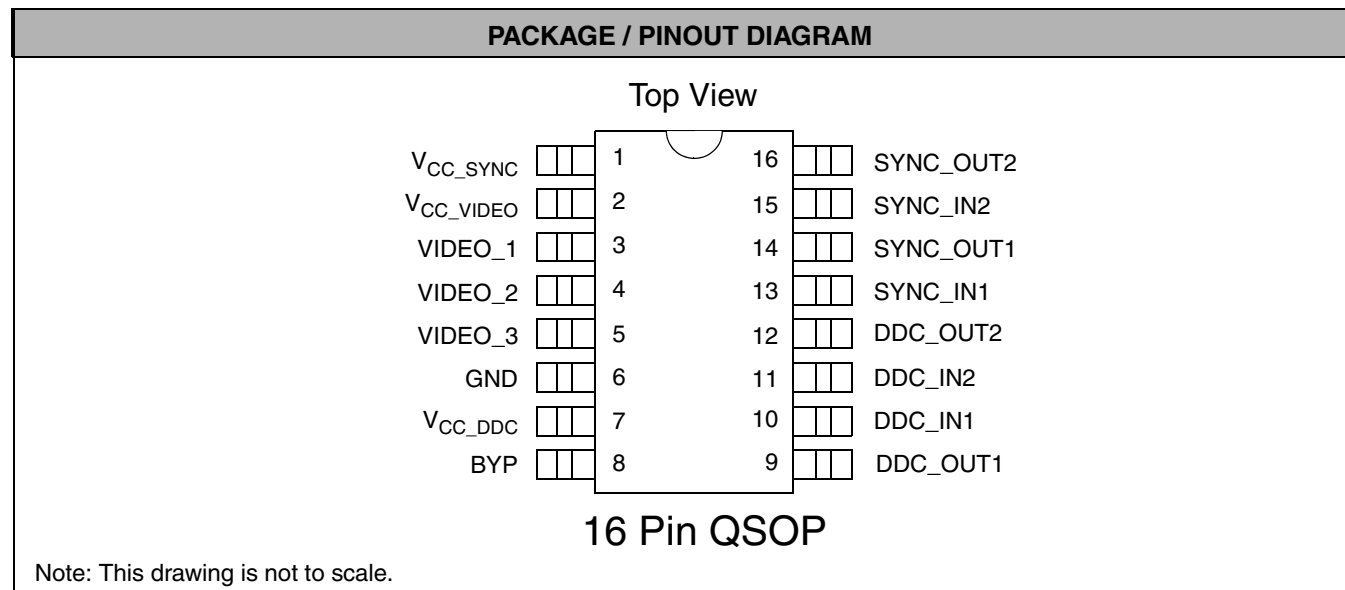 PACKAGE / PINOUT DIAGRAM
Top View
VCC_SYNC 1 16 SYNC_OUT2
VCC_VIDEO 2 15 SYNC_IN2
VIDEO_1 3 14 SYNC_OUT1
VIDEO_2 4 13 SYNC_IN1
VIDEO_3 5 12 DDC_OUT2
GND 6 11 DDC_IN2
VCC_DDC 7 10 DDC_IN1
BYP 8 9 DDC_OUT1
16 Pin QSOP
Note: This drawing is not to scale.